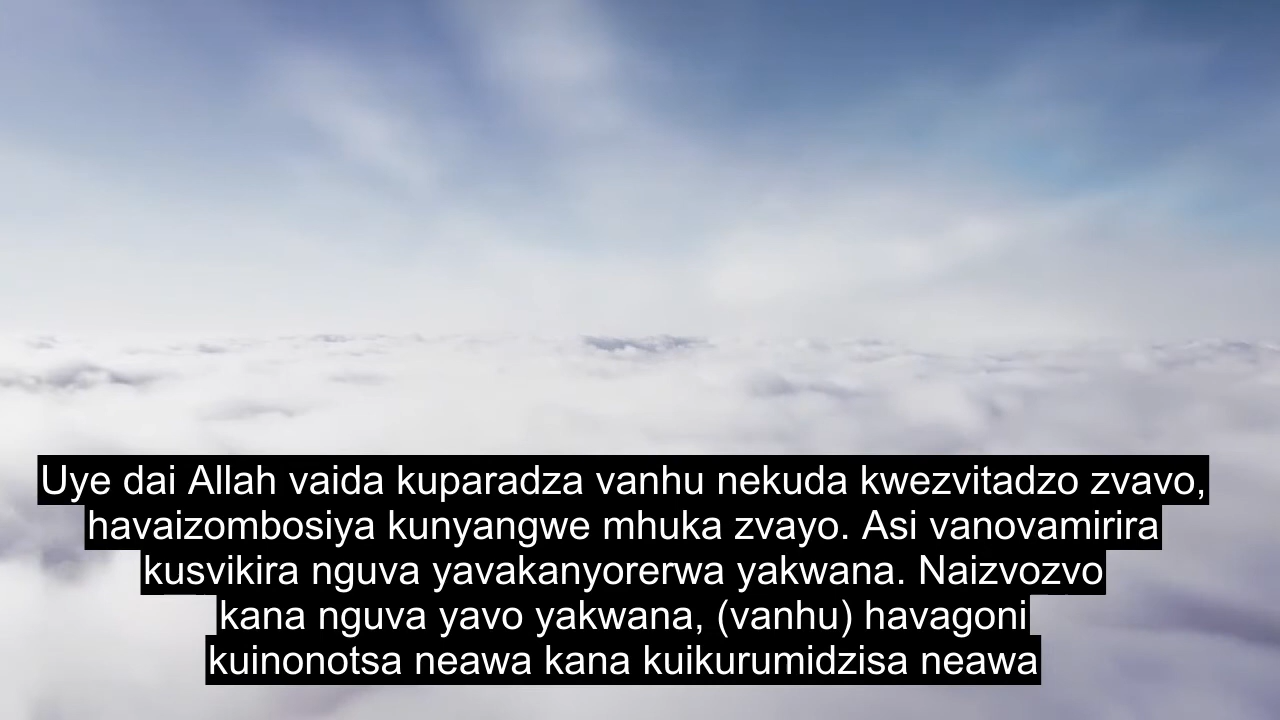 Uye dai Allah vaida kuparadza vanhu nekuda kwezvitadzo zvavo,
havaizombosiya kunyangwe mhuka zvayo. Asi vanovamirira
kusvikira nguva yavakanyorerwa yakwana. Naizvozvo
kana nguva yavo yakwana, (vanhu) havagoni
kuinonotsa neawa kana kuikurumidzisa neawa